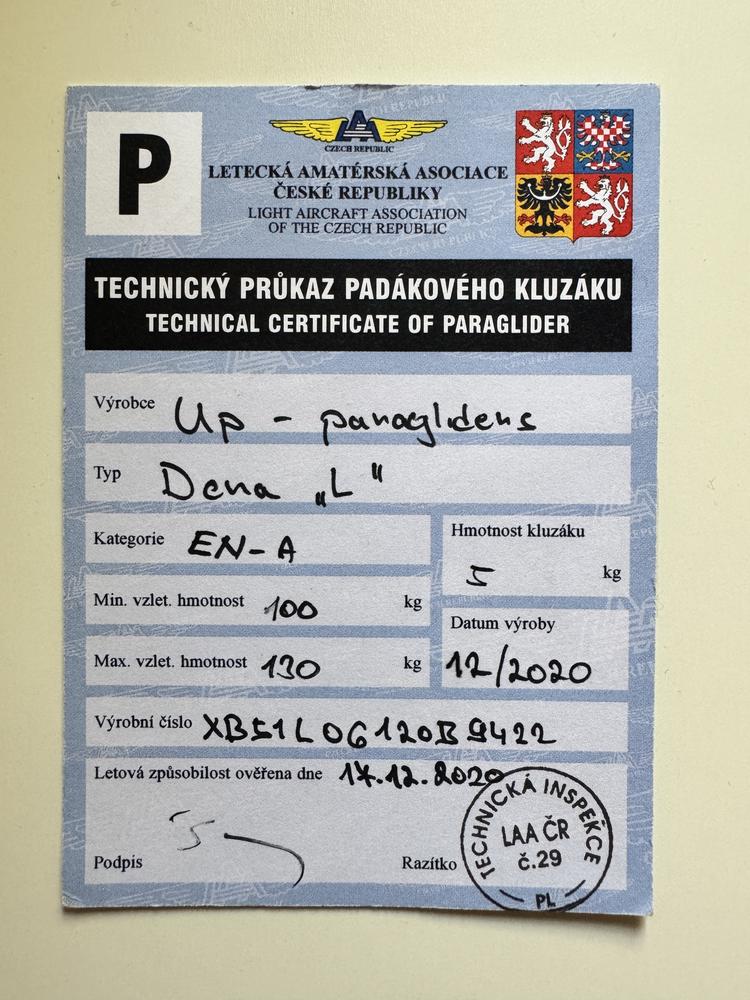 P
CZECH REPUBLIC
LETECKÁ AMATÉRSKÁ ASOCIACE
ČESKÉ REPUBLIKY
LIGHT AIRCRAFT ASSOCIATION
OF THE CZECH REPUBLIC
TECHNICKÝ PRŮKAZ PADÁKOVÉHO KLUZÁKU
TECHNICAL CERTIFICATE OF PARAGLIDER
Výrobce Up - paragliders
Typ Dena „L"
Kategorie EN-A
Hmotnost kluzáku
5 kg
Min. vzlet. hmotnost 100 kg
Datum výroby
12/2020
Max. vzlet. hmotnost 130 kg
Výrobní číslo XB51L06120B9422
Letová způsobilost ověřena dne 17.12.2020
Podpis
Razítko
TECHNICKÁ INSPEKCE
LAA ČR
č.29
PL